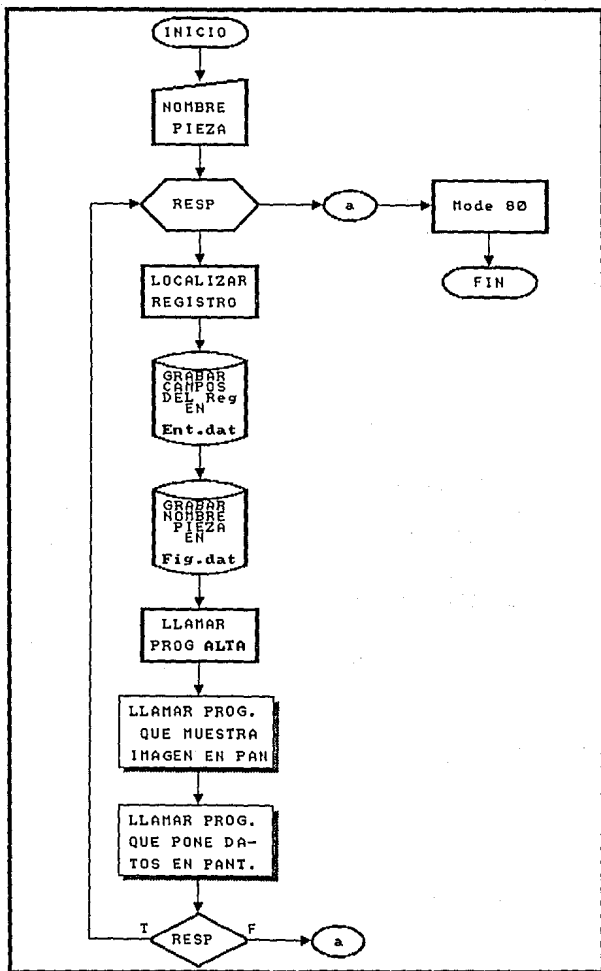 INICIO
NOMBRE
PIEZA
RESP
a
Mode 80
FIN
LOCALIZAR
REGISTRO
GRABAR
CAMPOS
DEL Reg
EN
Ent.dat
GRABAR
NOMBRE
PIEZA
EN
Fig.dat
LLAMAR
PROG ALTA
LLAMAR PROG.
QUE MUESTRA
IMAGEN EN PAN
LLAMAR PROG.
QUE PONE DA-
TOS EN PANT.
T
RESP
F
a